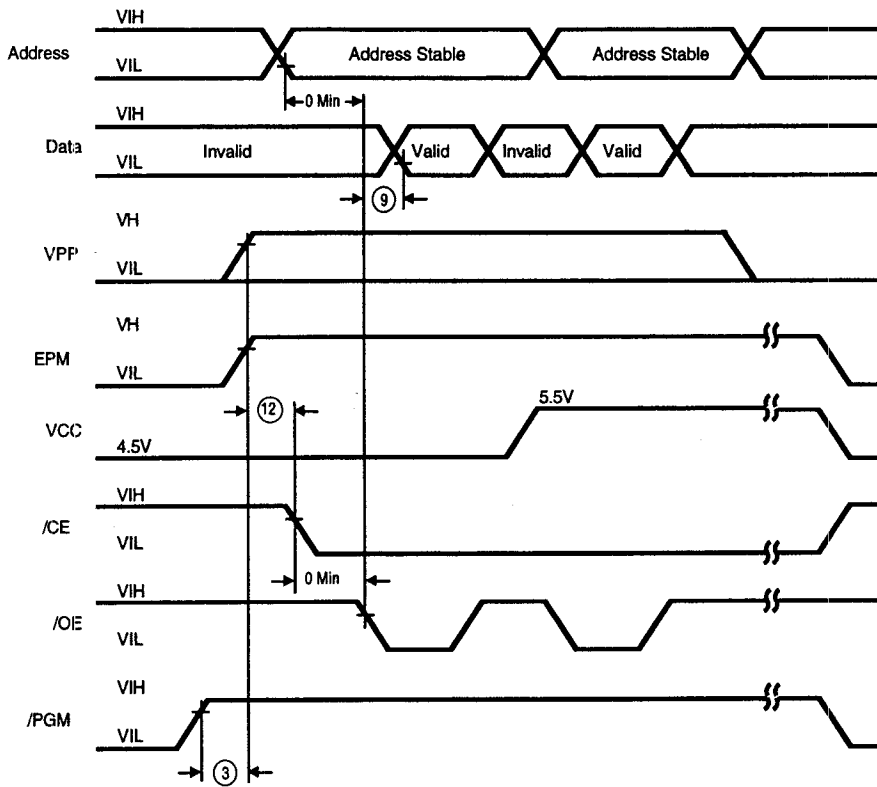 VIH
Address
Address Stable
Address Stable
VIL
0 Min
VIH
Data
Invalid
Valid
Invalid
Valid
VIL
9
VH
VPP
VIL
VH
EPM
VIL
12
5.5V
VCC
4.5V
VIH
/CE
VIL
0 Min
VIH
/OE
VIL
VIH
/PGM
VIL
3